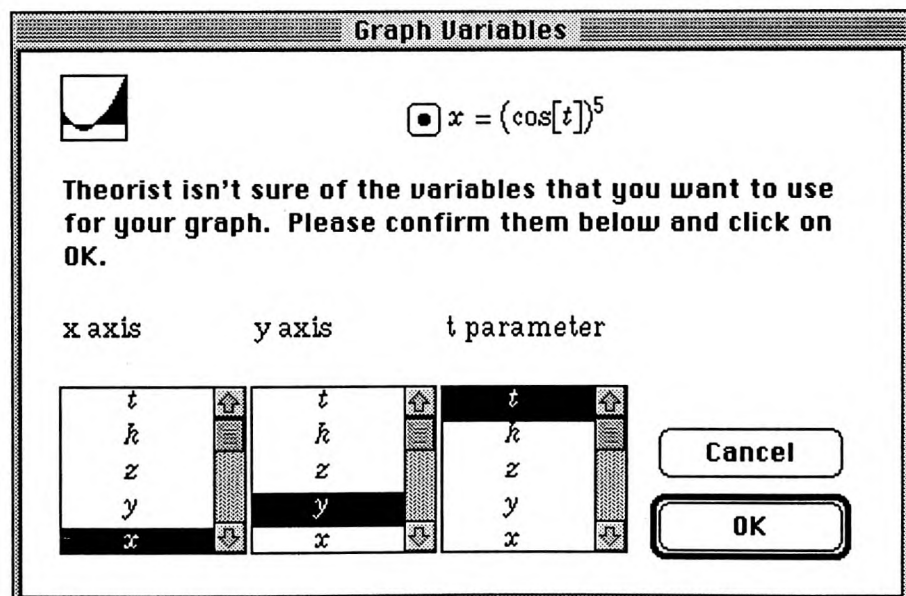 Graph Variables
x = (cos[t])⁵
Theorist isn't sure of the variables that you want to use
for your graph. Please confirm them below and click on
OK.
x axis y axis t parameter
t t t
k k k
z z z
y y y
x x x
Cancel
OK